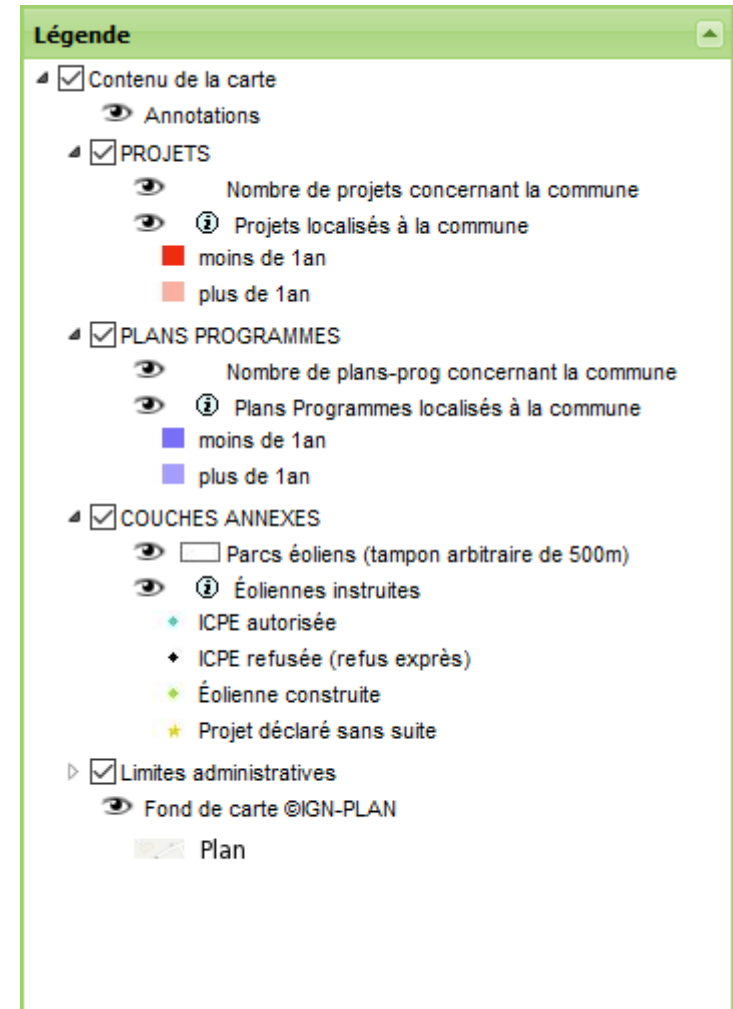 Légende
Contenu de la carte
Annotations
PROJETS
Nombre de projets concernant la commune
Projets localisés à la commune
moins de 1an
plus de 1an
PLANS PROGRAMMES
Nombre de plans-prog concernant la commune
Plans Programmes localisés à la commune
moins de 1an
plus de 1an
COUCHES ANNEXES
Parcs éoliens (tampon arbitraire de 500m)
Éoliennes instruites
ICPE autorisée
ICPE refusée (refus exprès)
Éolienne construite
Projet déclaré sans suite
Limites administratives
Fond de carte ©IGN-PLAN
Plan